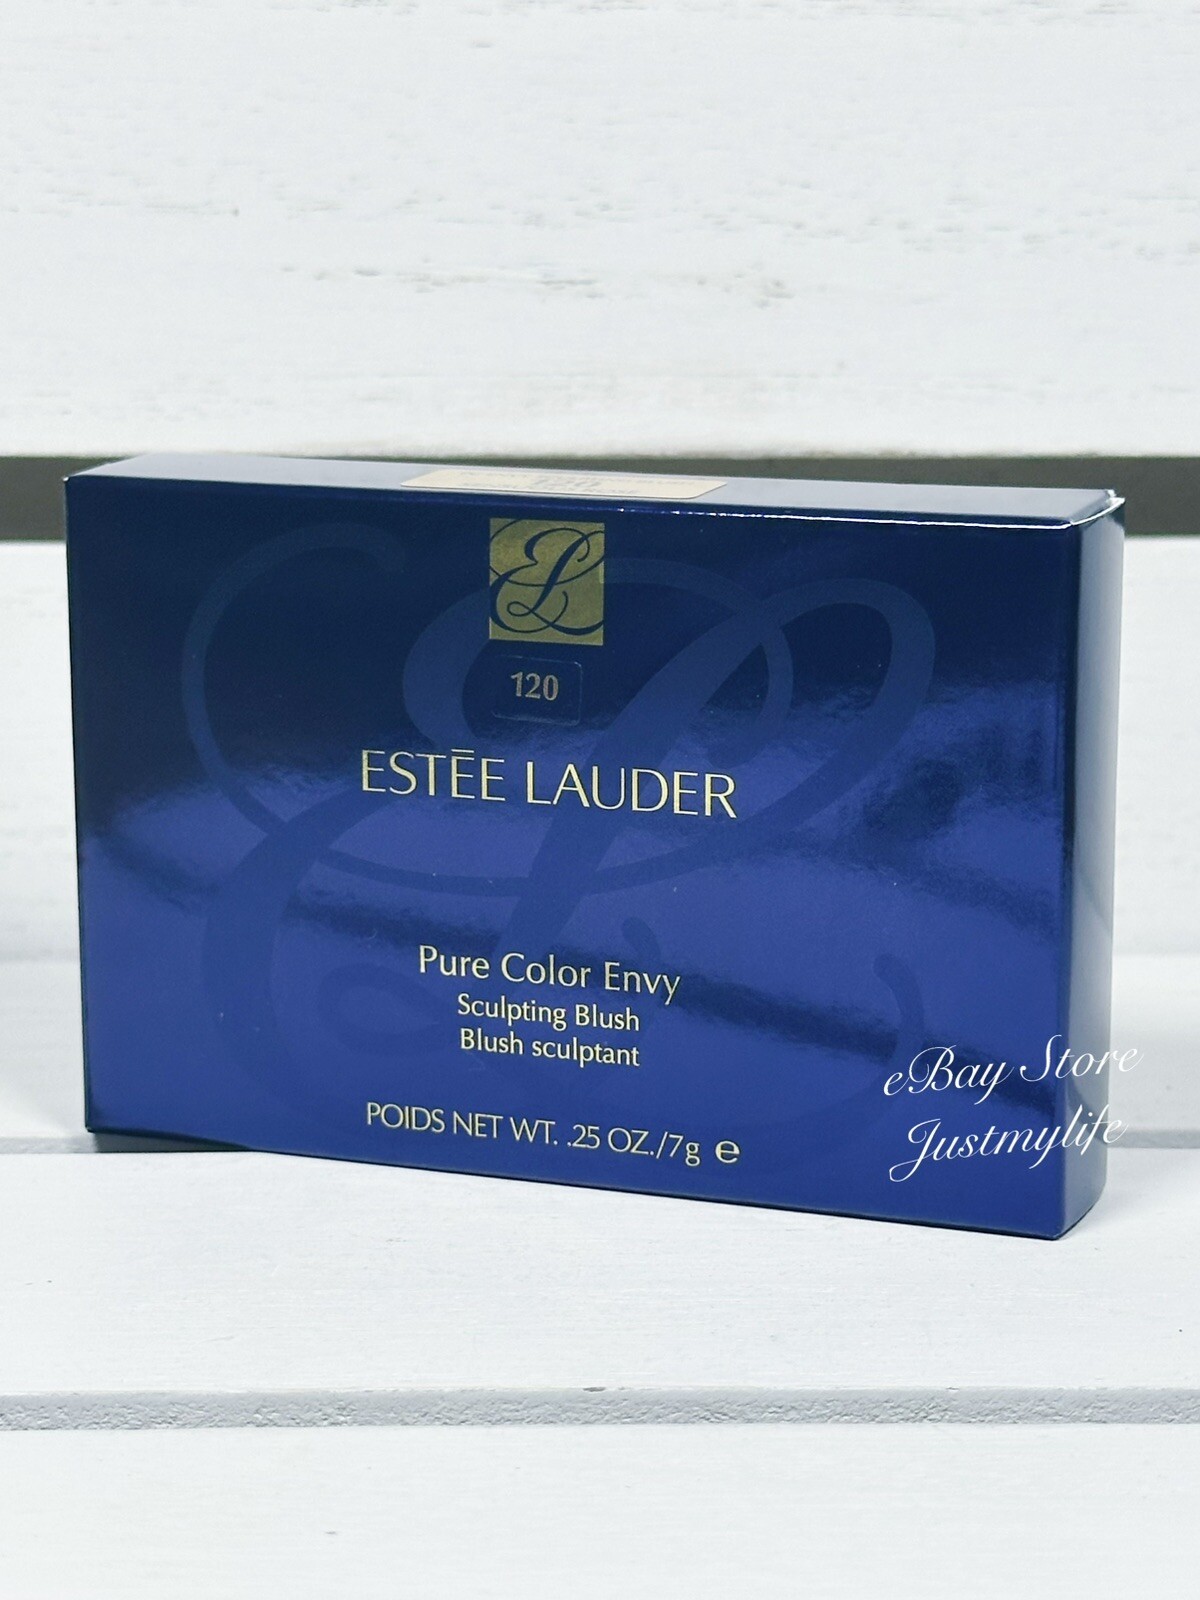 120
ESTĒE LAUDER
Pure Color Envy
Sculpting Blush
Blush sculptant
POIDS NET WT. .25 OZ./7g e
eBay Store
Justmylife